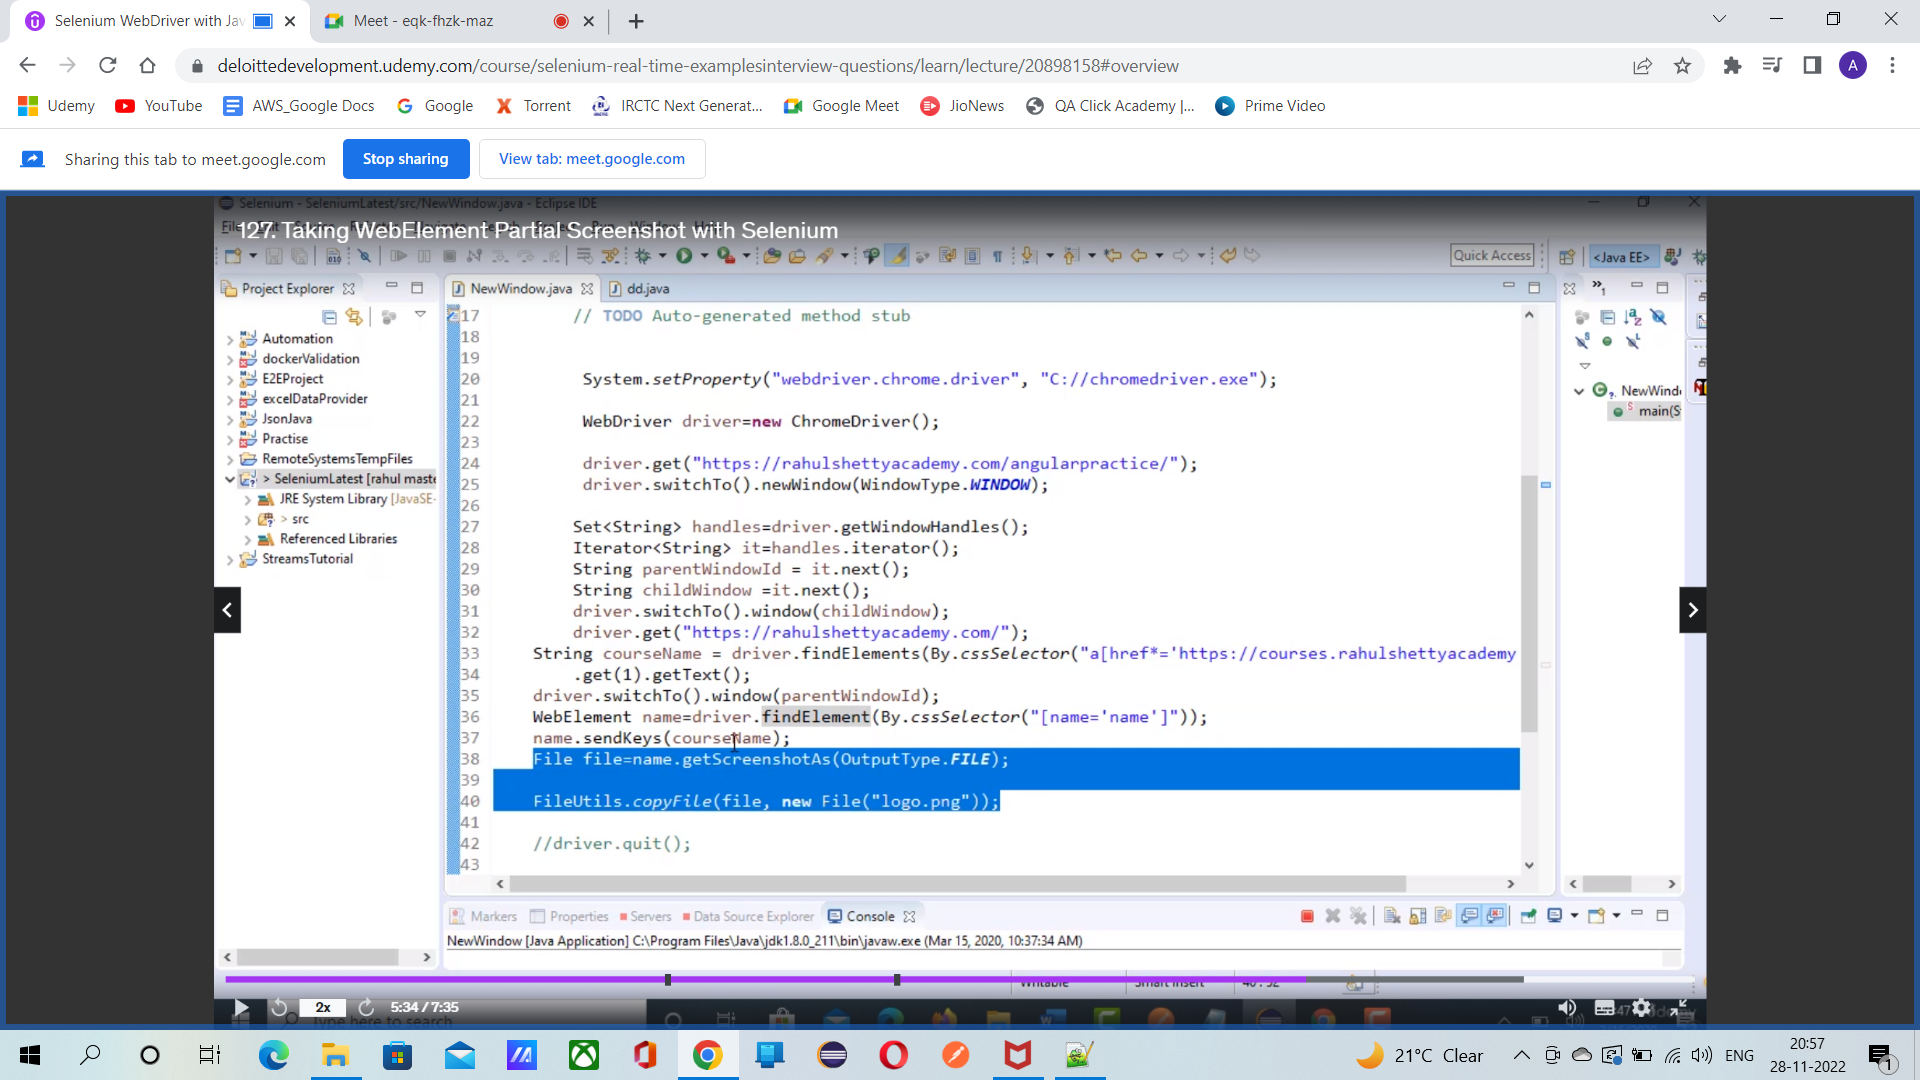 Selenium WebDriver with Jav
Meet - eqk-fhzk-maz
deloittedevelopment.udemy.com/course/selenium-real-time-examplesinterview-questions/learn/lecture/20898158#overview
A
Udemy
YouTube
AWS_Google Docs
Google
Torrent
IRCTC Next Generat...
Google Meet
JioNews
QA Click Academy |...
Prime Video
Sharing this tab to meet.google.com
Stop sharing
View tab: meet.google.com
Selenium - SeleniumLatest/src/NewWindow.java - Eclipse IDE
127. Taking WebElement Partial Screenshot with Selenium
Quick Access
<Java EE>
Project Explorer
NewWindow.java
dd.java
Automation
dockerValidation
E2EProject
excelDataProvider
JsonJava
Practise
RemoteSystemsTempFiles
> SeleniumLatest [rahul maste
JRE System Library [JavaSE-
> src
Referenced Libraries
StreamsTutorial
17 // TODO Auto-generated method stub
18
19
20 System.setProperty("webdriver.chrome.driver", "C://chromedriver.exe");
21
22 WebDriver driver=new ChromeDriver();
23
24 driver.get("https://rahulshettyacademy.com/angularpractice/");
25 driver.switchTo().newWindow(WindowType.WINDOW);
26
27 Set<String> handles=driver.getWindowHandles();
28 Iterator<String> it=handles.iterator();
29 String parentWindowId = it.next();
30 String childWindow =it.next();
31 driver.switchTo().window(childWindow);
32 driver.get("https://rahulshettyacademy.com/");
33 String courseName = driver.findElements(By.cssSelector("a[href*='https://courses.rahulshettyacademy
34 .get(1).getText();
35 driver.switchTo().window(parentWindowId);
36 WebElement name=driver.findElement(By.cssSelector("[name='name']"));
37 name.sendKeys(courseName);
38 File file=name.getScreenshotAs(OutputType.FILE);
39
40 FileUtils.copyFile(file, new File("logo.png"));
41
42 //driver.quit();
43
NewWind
main(S
Markers
Properties
Servers
Data Source Explorer
Console
NewWindow [Java Application] C:\Program Files\Java\jdk1.8.0_211\bin\javaw.exe (Mar 15, 2020, 10:37:34 AM)
Writable
Smart Insert
40 : 52
2x
5:34 / 7:35
Type here to search
21°C Clear
ENG
20:57
28-11-2022
1